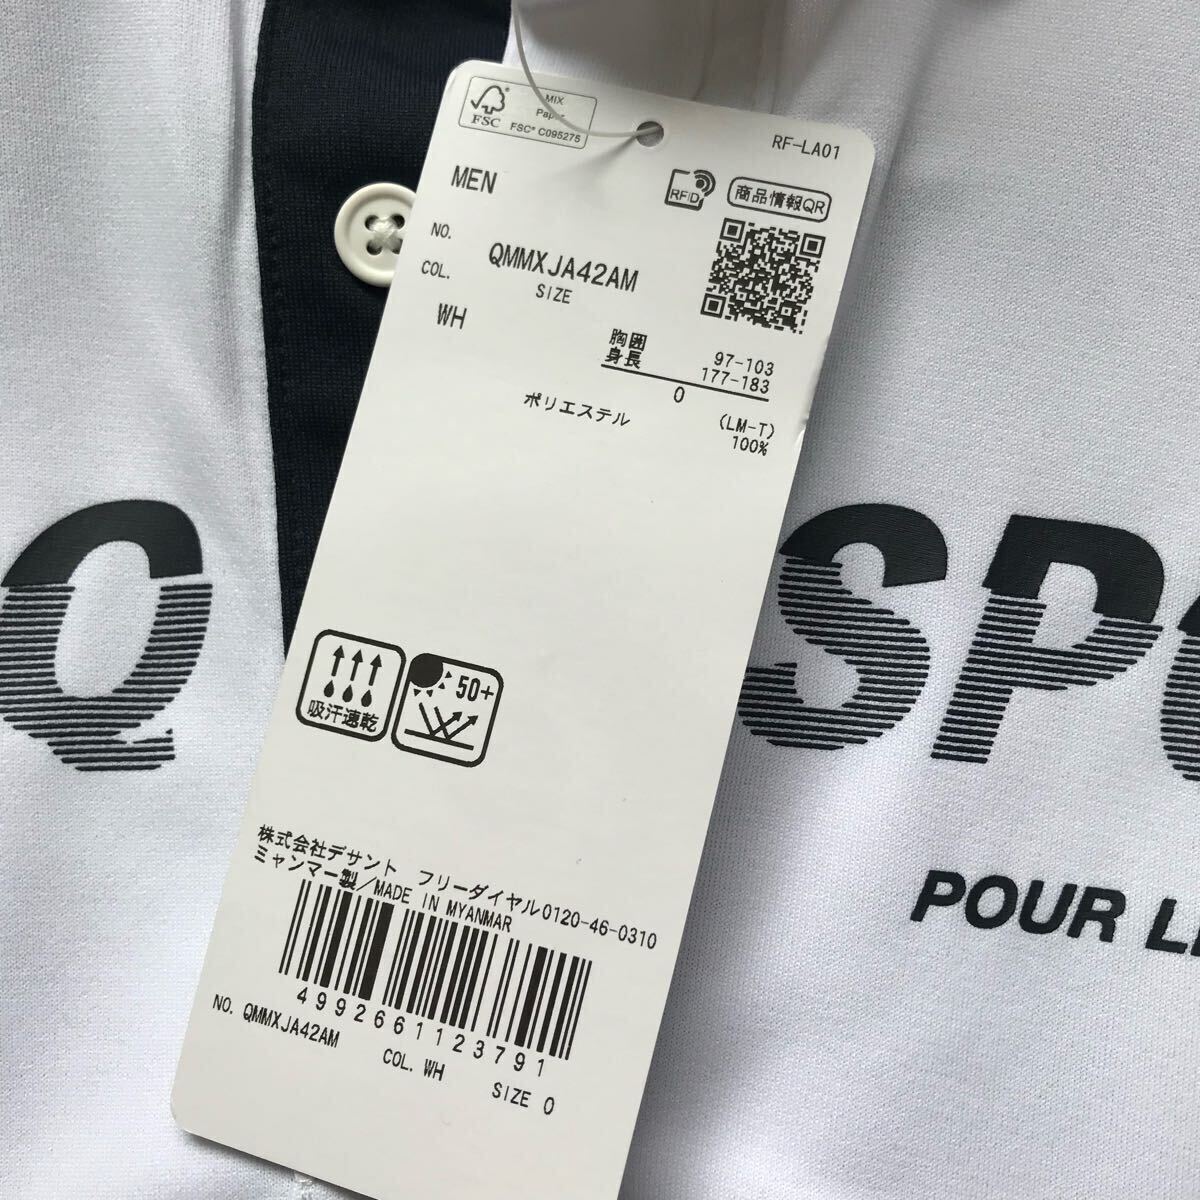 MIX
Paper
FSC
FSC® C095275
RF-LA01
MEN
RFID
商品情報QR
NO.
QMMXJA42AM
COL.
SIZE
WH
胸囲 97-103
身長 177-183
0
(LM-T)
ポリエステル 100%
Q SPO
吸汗速乾
50+
POUR L
株式会社デサント フリーダイヤル0120-46-0310
ミャンマー製/MADE IN MYANMAR
4992661123791
NO. QMMXJA42AM COL. WH SIZE 0